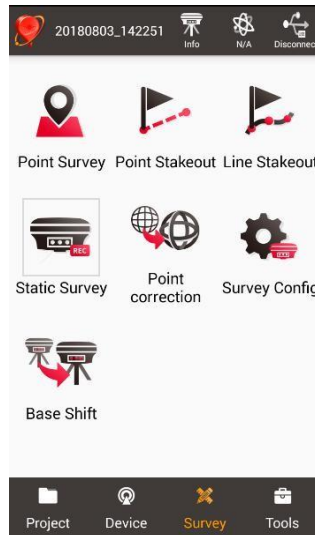 20180803_142251
Info
N/A
Disconnec
Point Survey Point Stakeout Line Stakeout
REC
Static Survey
Point
correction
Survey Config
Base Shift
Project Device Survey Tools